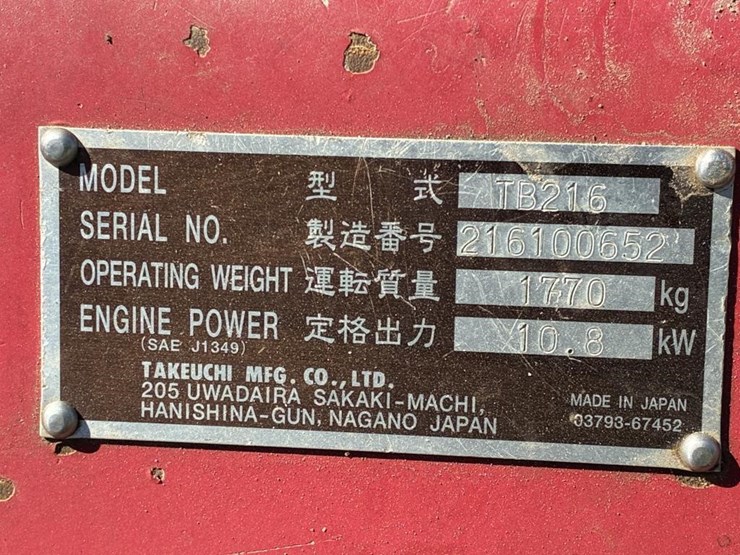 MODEL 型式 TB216
SERIAL NO. 製造番号 216100652
OPERATING WEIGHT 運転質量 1770 kg
ENGINE POWER 定格出力 10.8 kW
(SAE J1349)
TAKEUCHI MFG. CO., LTD.
205 UWADAIRA SAKAKI-MACHI,
HANISHINA-GUN, NAGANO JAPAN
MADE IN JAPAN
03793-67452